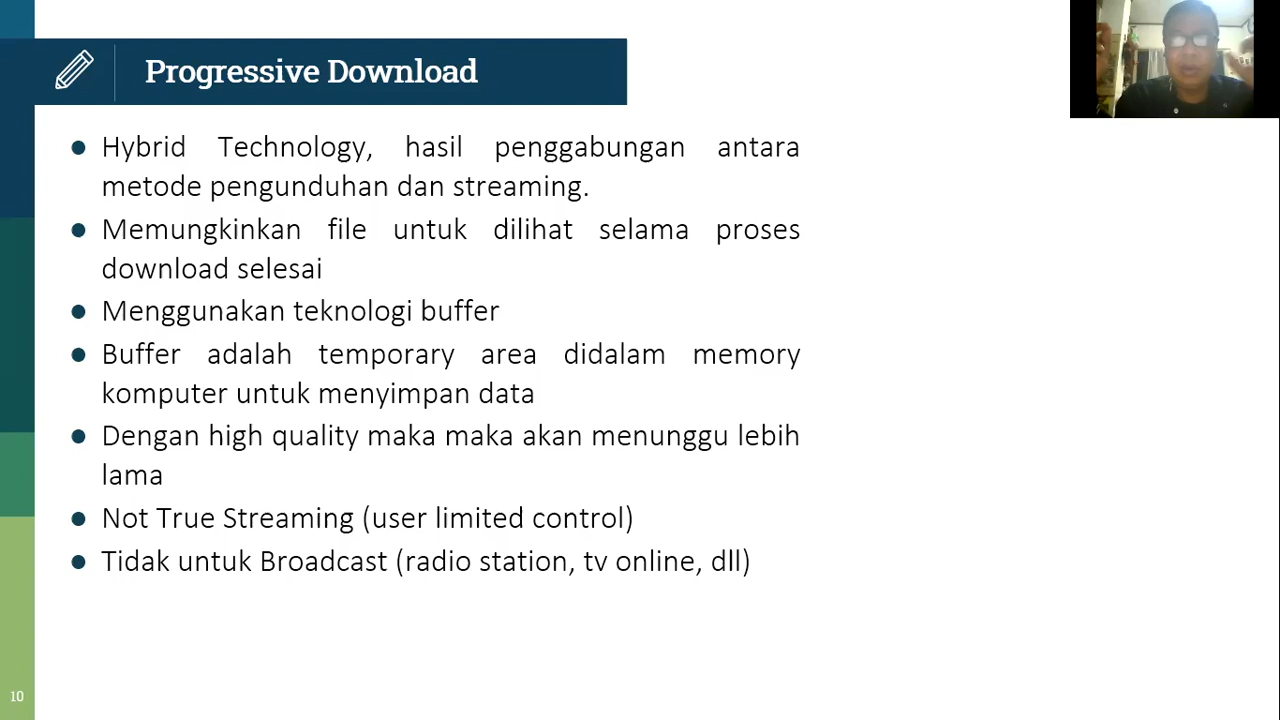 Progressive Download
● Hybrid Technology, hasil penggabungan antara
metode pengunduhan dan streaming.
● Memungkinkan file untuk dilihat selama proses
download selesai
● Menggunakan teknologi buffer
● Buffer adalah temporary area didalam memory
komputer untuk menyimpan data
● Dengan high quality maka maka akan menunggu lebih
lama
● Not True Streaming (user limited control)
● Tidak untuk Broadcast (radio station, tv online, dll)
10